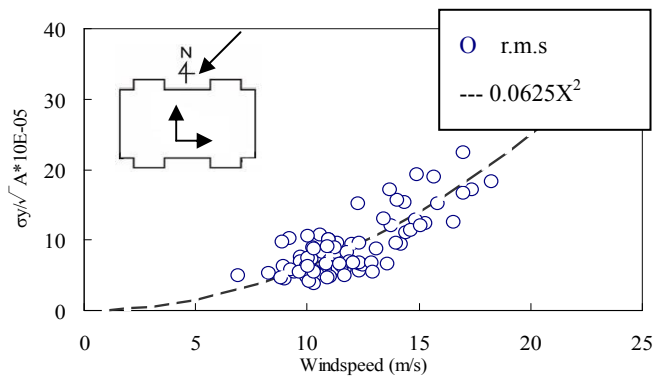 40
30
20
10
0
σy/√A*10E-05
N
O r.m.s
--- 0.0625X²
0 5 10 15 20 25
Windspeed (m/s)